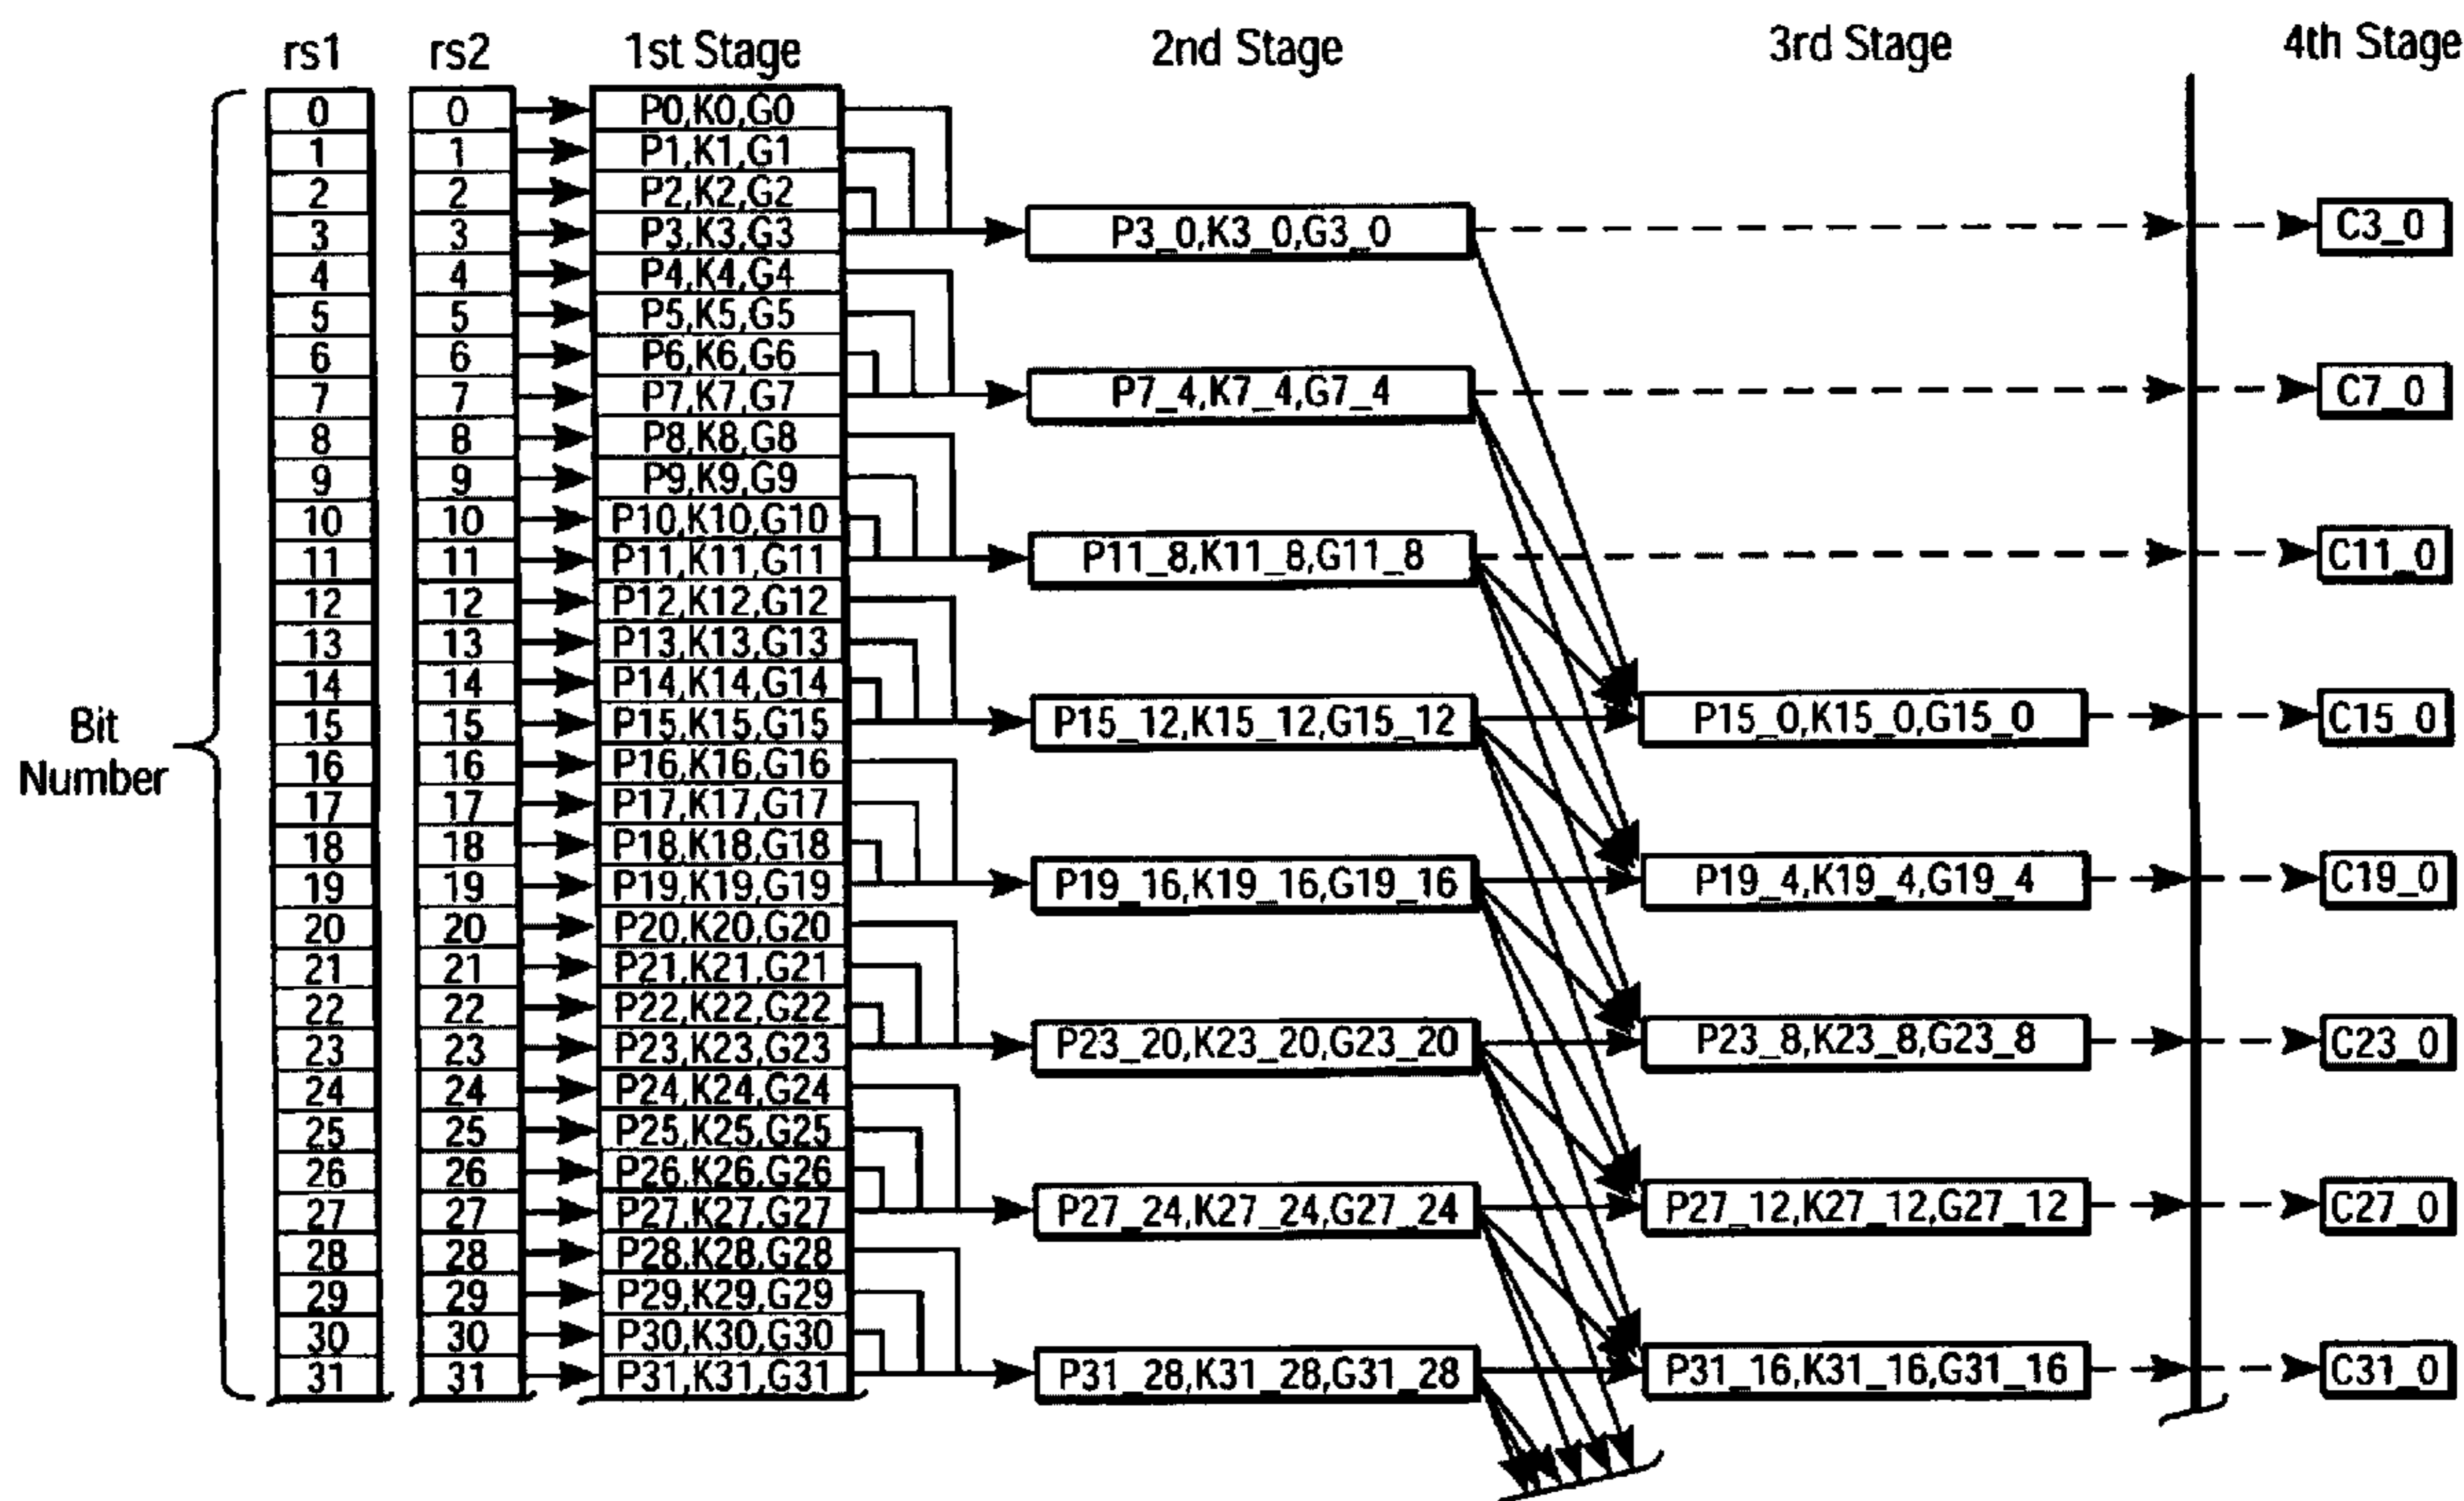 rs1 rs2 1st Stage 2nd Stage 3rd Stage 4th Stage
0 0 P0,K0,G0
1 1 P1,K1,G1
2 2 P2,K2,G2
3 3 P3,K3,G3 P3_0,K3_0,G3_0 C3_0
4 4 P4,K4,G4
5 5 P5,K5,G5
6 6 P6,K6,G6
7 7 P7,K7,G7 P7_4,K7_4,G7_4 C7_0
8 8 P8,K8,G8
9 9 P9,K9,G9
10 10 P10,K10,G10
11 11 P11,K11,G11 P11_8,K11_8,G11_8 C11_0
12 12 P12,K12,G12
13 13 P13,K13,G13
14 14 P14,K14,G14
15 15 P15,K15,G15 P15_12,K15_12,G15_12 P15_0,K15_0,G15_0 C15_0
Bit
Number
16 16 P16,K16,G16
17 17 P17,K17,G17
18 18 P18,K18,G18
19 19 P19,K19,G19 P19_16,K19_16,G19_16 P19_4,K19_4,G19_4 C19_0
20 20 P20,K20,G20
21 21 P21,K21,G21
22 22 P22,K22,G22
23 23 P23,K23,G23 P23_20,K23_20,G23_20 P23_8,K23_8,G23_8 C23_0
24 24 P24,K24,G24
25 25 P25,K25,G25
26 26 P26,K26,G26
27 27 P27,K27,G27 P27_24,K27_24,G27_24 P27_12,K27_12,G27_12 C27_0
28 28 P28,K28,G28
29 29 P29,K29,G29
30 30 P30,K30,G30
31 31 P31,K31,G31 P31_28,K31_28,G31_28 P31_16,K31_16,G31_16 C31_0